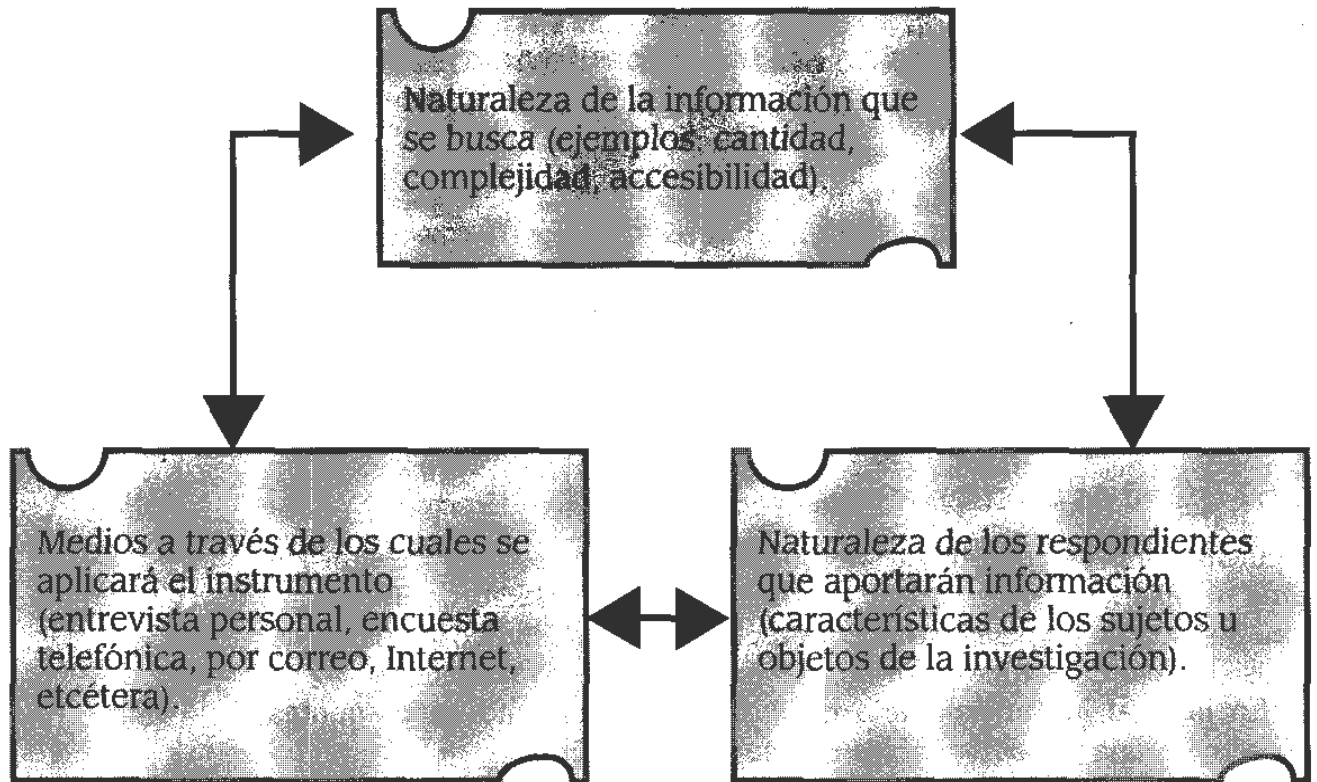 Naturaleza de la información que
se busca (ejemplos: cantidad,
complejidad, accesibilidad).
Medios a través de los cuales se
aplicará el instrumento
(entrevista personal, encuesta
telefónica, por correo, Internet,
etcétera).
Naturaleza de los respondientes
que aportarán información
(características de los sujetos u
objetos de la investigación).